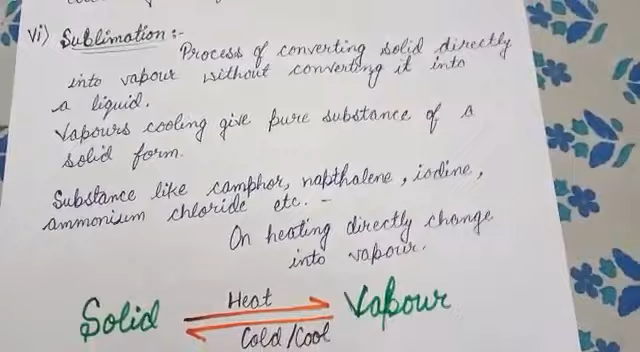 vi) Sublimation :-
Process of converting solid directly
into vapour without converting it into
a liquid.
Vapours cooling give pure substance of a
solid form.
Substance like camphor, napthalene, iodine,
ammonium chloride etc. -
On heating directly change
into vapour.
Solid Heat Vapour
Cold/Cool